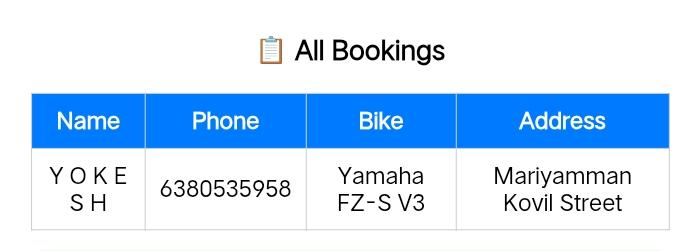 📋 All Bookings
Name Phone Bike Address
Y O K E Yamaha Mariyamman
6380535958
S H FZ-S V3 Kovil Street